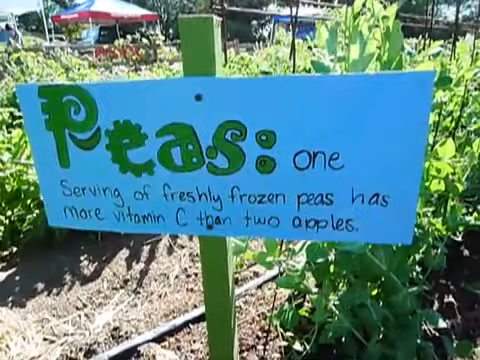 Peas: one
Serving of freshly frozen peas has
more vitamin C than two apples.